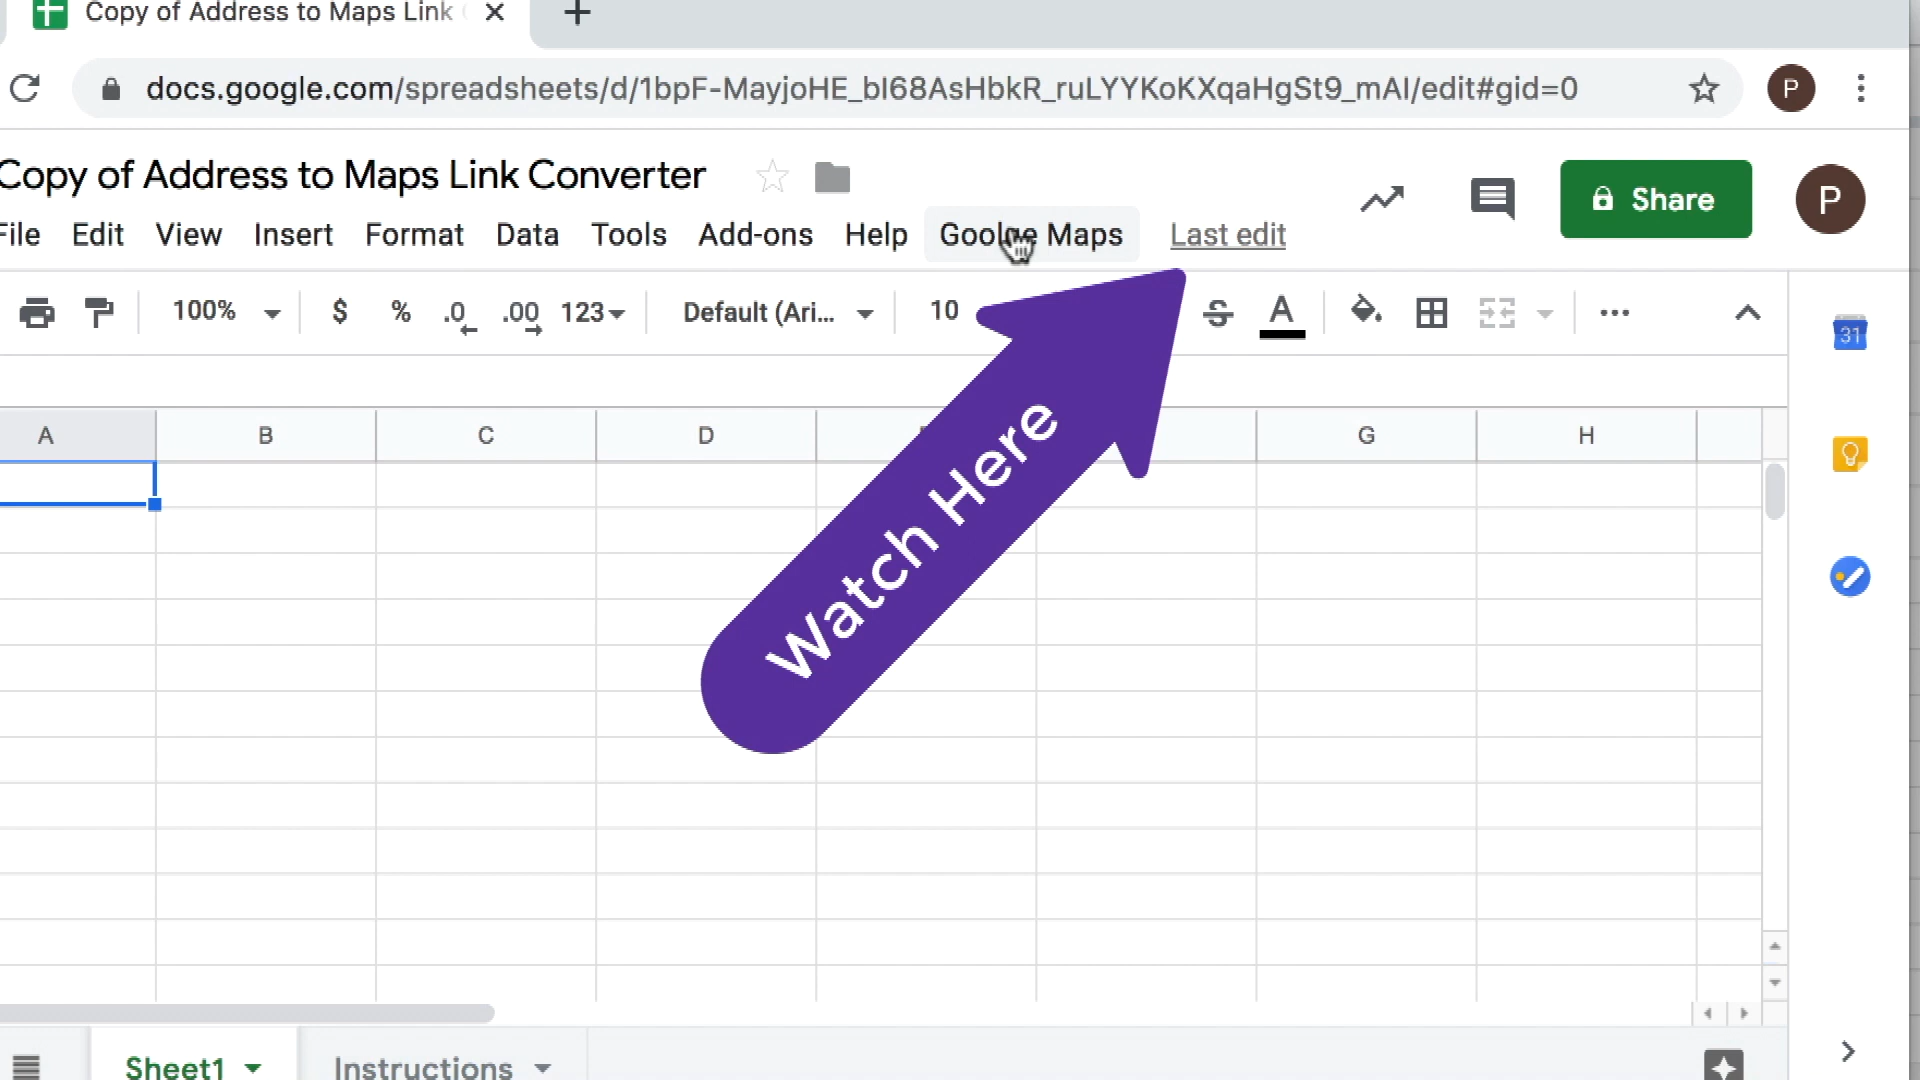 Copy of Address to Maps Link
docs.google.com/spreadsheets/d/1bpF-MayjoHE_bI68AsHbkR_ruLYYKoKXqaHgSt9_mAI/edit#gid=0
P
Copy of Address to Maps Link Converter
Share
P
File Edit View Insert Format Data Tools Add-ons Help Google Maps Last edit
100% $ % .0 .00 123 Default (Ari... 10 S A
31
A B C D G H
Watch Here
Sheet1 Instructions